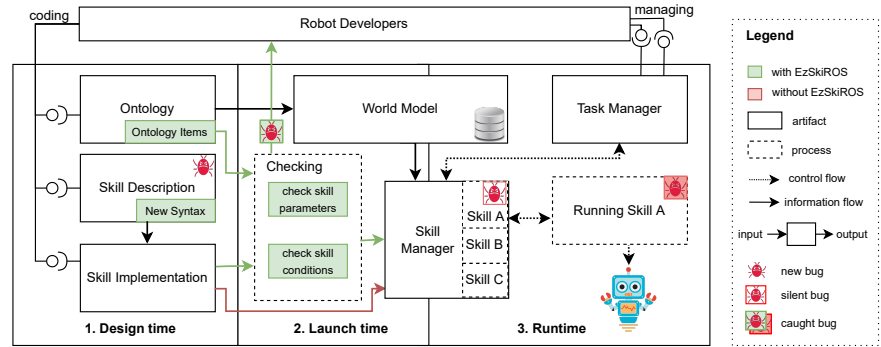 coding
Robot Developers
managing
Ontology
Ontology Items
World Model
Task Manager
Skill Description
New Syntax
Checking
check skill
parameters
check skill
conditions
Skill
Manager
Skill A
Skill B
Skill C
Running Skill A
Skill Implementation
1. Design time
2. Launch time
3. Runtime
Legend
with EzSkiROS
without EzSkiROS
artifact
process
control flow
information flow
input
output
new bug
silent bug
caught bug